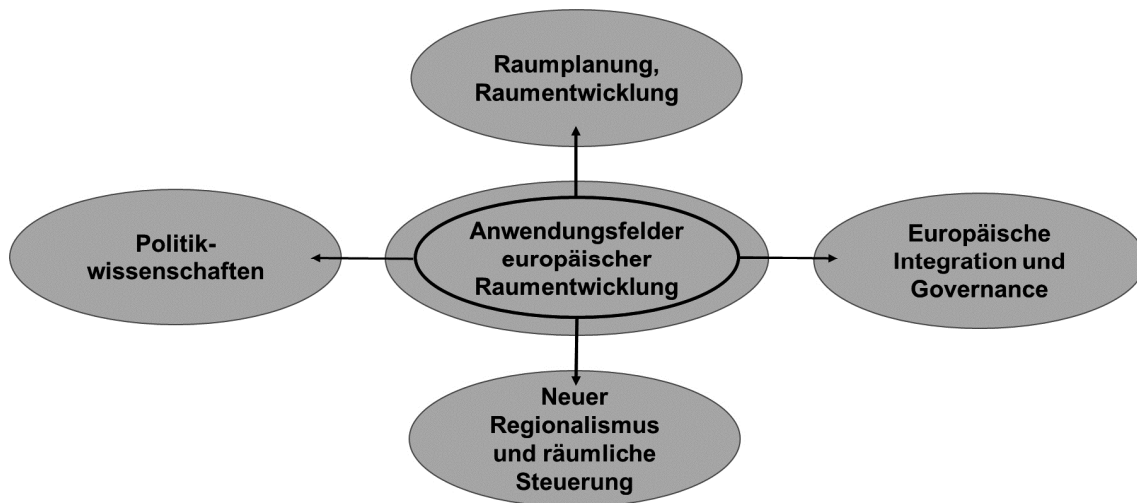 Raumplanung,
Raumentwicklung
Politik-
wissenschaften
Anwendungsfelder
europäischer
Raumentwicklung
Europäische
Integration und
Governance
Neuer
Regionalismus
und räumliche
Steuerung